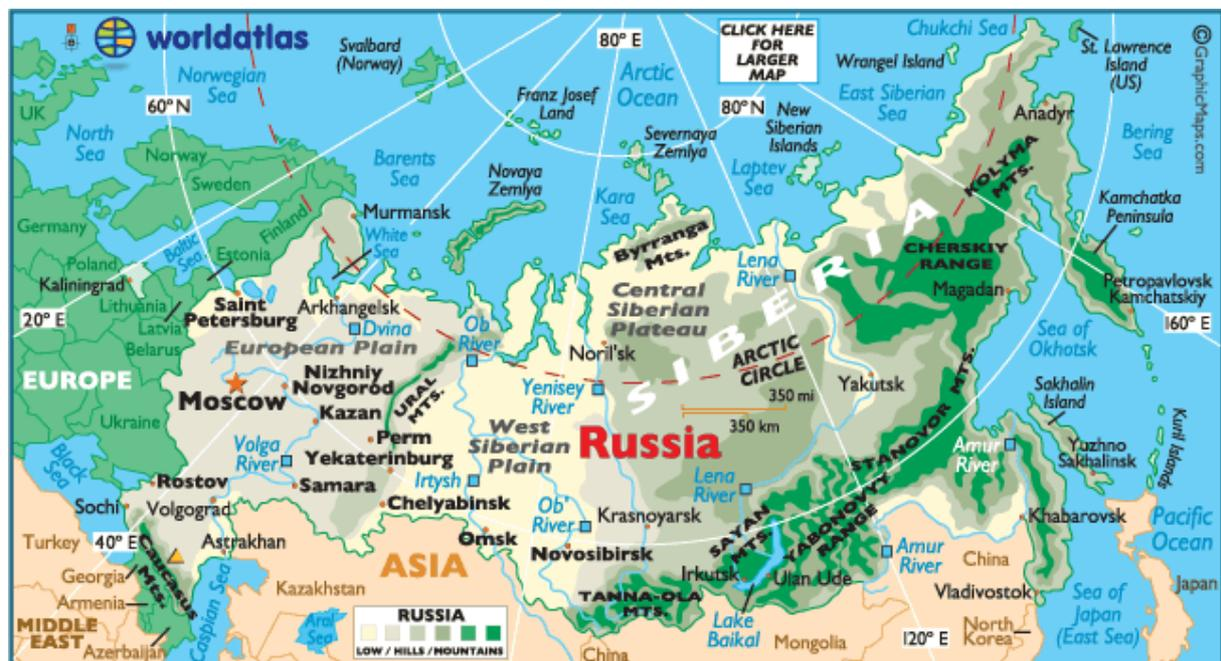 worldatlas
Svalbard
(Norway)
80° E
Arctic
Ocean
CLICK HERE
FOR
LARGER
MAP
80° N
Chukchi Sea
Wrangel Island
East Siberian
Sea
St. Lawrence
Island
(US)
©GraphicMaps.com
Norwegian
Sea
60° N
UK
North
Sea
Norway
Sweden
Finland
Barents
Sea
Franz Josef
Land
Novaya
Zemlya
Severnaya
Zemlya
Kara
Sea
New
Siberian
Islands
Laptev
Sea
Anadyr
Bering
Sea
KOLYMA
MTS.
Kamchatka
Peninsula
Germany
Poland
Kaliningrad
Baltic
Sea
Estonia
Lithuania
Latvia
Belarus
20° E
Murmansk
White
Sea
Saint
Petersburg
Arkhangelsk
Dvina
European Plain
Ob
River
Byrranga
Mts.
Central
Siberian
Plateau
Lena
River
SIBERIA
CHERSKIY
RANGE
Magadan
Petropavlovsk
Kamchatskiy
160° E
Sea of
Okhotsk
EUROPE
Ukraine
Moscow
Nizhniy
Novgorod
Kazan
URAL
MTS.
Perm
Yekaterinburg
Noril'sk
Yenisey
River
West
Siberian
Plain
Russia
ARCTIC
CIRCLE
350 mi
350 km
Yakutsk
STANOVOY MTS.
Sakhalin
Island
Kuril Islands
Yuzhno
Sakhalinsk
Amur
River
Black
Sea
Volga
River
Rostov
Samara
Irtysh
Chelyabinsk
Sochi
Volgograd
Turkey
40° E
Astrakhan
Omsk
Ob'
River
Novosibirsk
Krasnoyarsk
Lena
River
SAYAN
MTS.
YABONOVYY
RANGE
Khabarovsk
Pacific
Ocean
Caucasus
Mts.
Georgia
Armenia
Azerbaijan
MIDDLE
EAST
Caspian Sea
ASIA
Kazakhstan
Aral
Sea
RUSSIA
LOW / HILLS / MOUNTAINS
TANNA-OLA
MTS.
Irkutsk
Ulan Ude
Lake
Baikal
Amur
River
China
Vladivostok
Japan
Sea of
Japan
(East Sea)
North
Korea
120° E
Mongolia
China